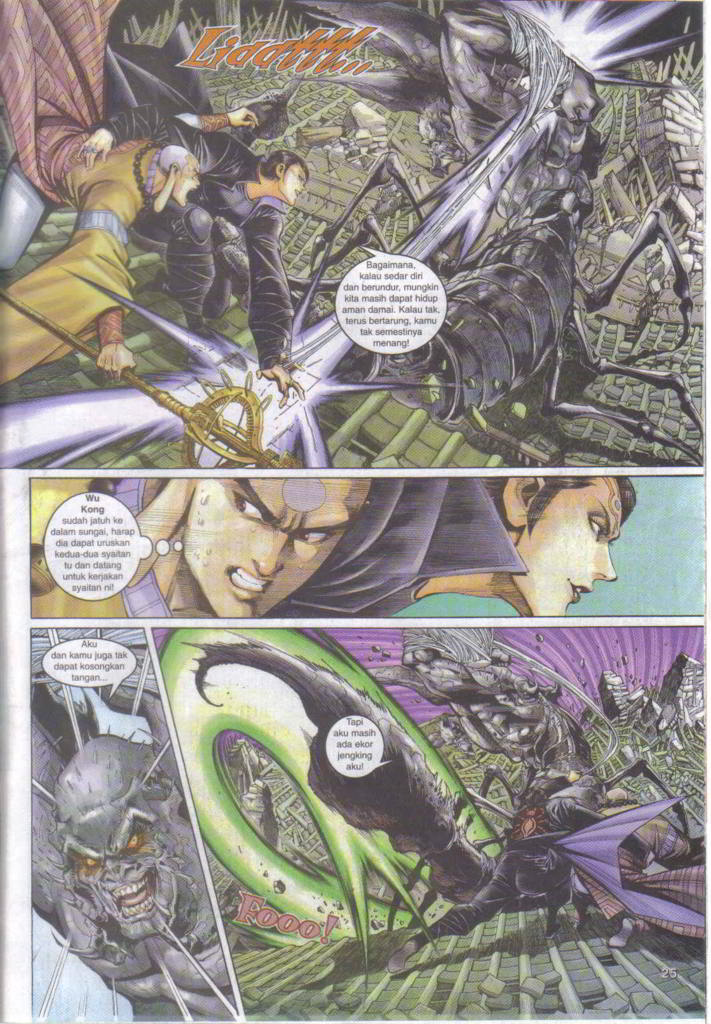 Lidattttt...
Bagaimana,
kalau sedar diri
dan berundur, mungkin
kita masih dapat hidup
aman damai. Kalau tak,
terus bertarung, kamu
tak semestinya
menang!
Wu
Kong
sudah jatuh ke
dalam sungai, harap
dia dapat uruskan
kedua-dua syaitan
tu dan datang
untuk kerjakan
syaitan ni!
Aku
dan kamu juga tak
dapat kosongkan
tangan...
Tapi
aku masih
ada ekor
jengking
aku!
Fooo!
25